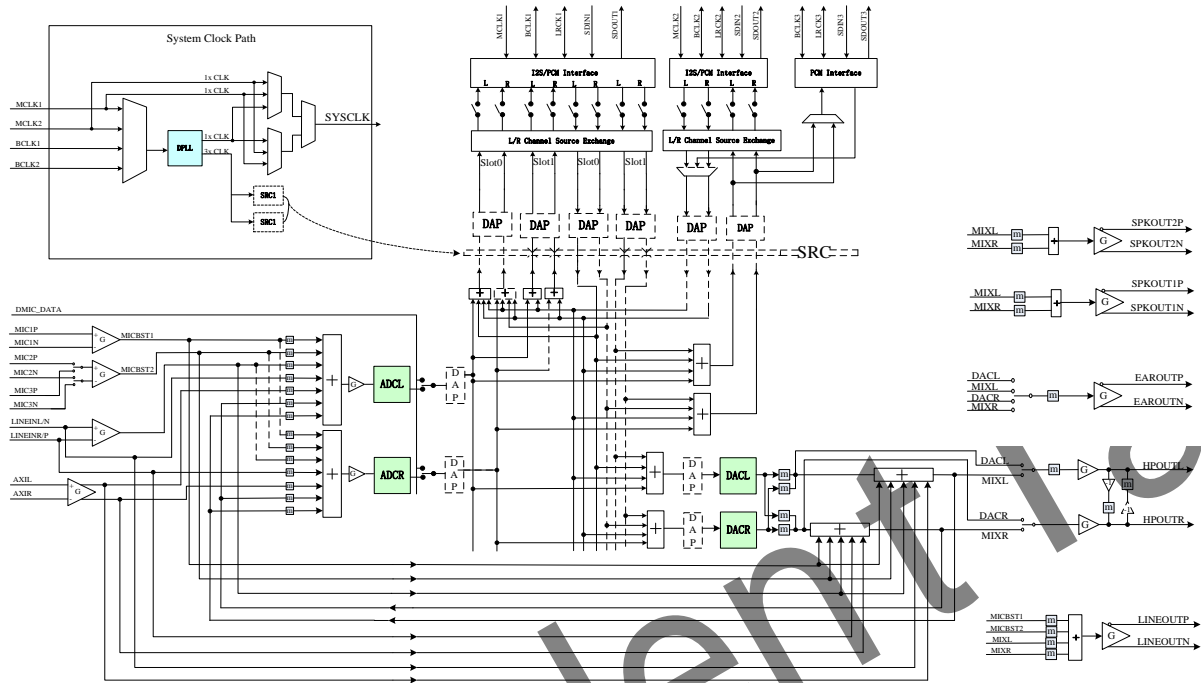 System Clock Path
MCLK1
MCLK2
BCLK1
BCLK2
1x CLK
1x CLK
1x CLK
3x CLK
DPLL
SYSCLK
SRC1
SRC1
MCLK1
BCLK1
LRCK1
SDIN1
SDOUT1
MCLK2
BCLK2
LRCK2
SDIN2
SDOUT2
BCLK3
LRCK3
SDIN3
SDOUT3
I2S/PCM Interface
L R L R L R L R
I2S/PCM Interface
L R L R
PCM Interface
L/R Channel Source Exchange
L/R Channel Source Exchange
Slot0 Slot1 Slot0 Slot1
DAP DAP DAP DAP DAP DAP
SRC
+ + + +
DMIC_DATA
MIC1P
MIC1N
MIC2P
MIC2N
MIC3P
MIC3N
LINEINL/N
LINEINR/P
AXIL
AXIR
+
-
G
MICBST1
+
-
G
MICBST2
+
-
G
+
-
G
m
m
m
m
m
m
m
+
G
ADCL
D
A
P
m
m
m
m
m
m
m
+
G
ADCR
D
A
P
+
+
+
D
A
P
DACL
m
m
+
D
A
P
DACR
m
m
+
+
MIXL
MIXR
m
m
+
G
SPKOUT2P
SPKOUT2N
MIXL
MIXR
m
m
+
G
SPKOUT1P
SPKOUT1N
DACL
MIXL
DACR
MIXR
m
G
EAROUTP
EAROUTN
DACL
MIXL
m
G
HPOUTL
m
m
-1
DACR
MIXR
G
HPOUTR
MICBST1
MICBST2
MIXL
MIXR
m
m
m
m
+
G
LINEOUTP
LINEOUTN